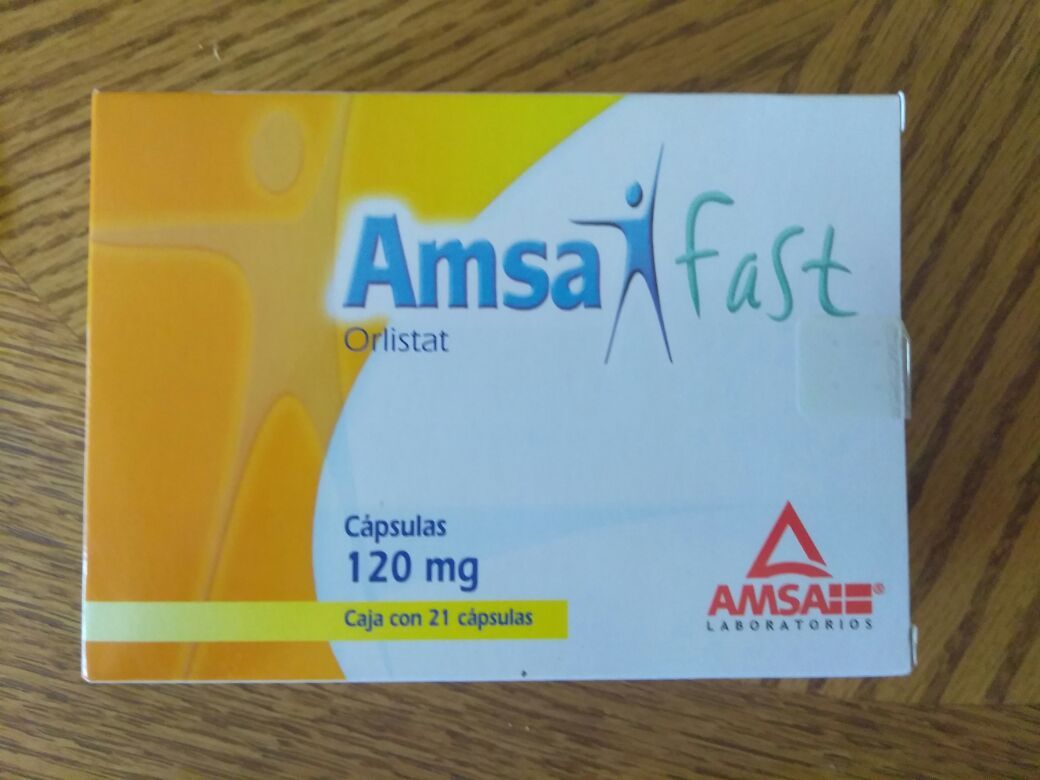 Amsa fast
Orlistat
Cápsulas
120 mg
Caja con 21 cápsulas
AMSA®
LABORATORIOS